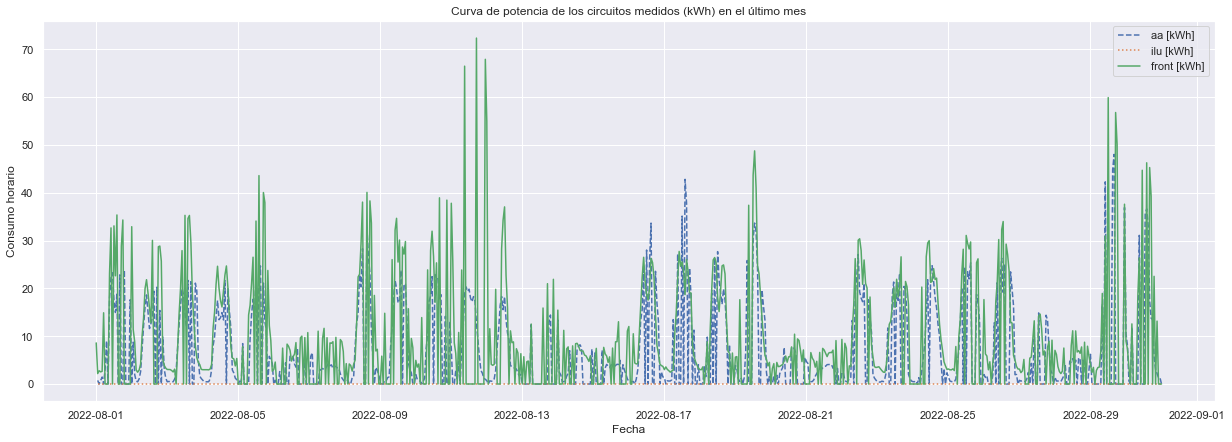 Curva de potencia de los circuitos medidos (kWh) en el último mes
aa [kWh]
ilu [kWh]
front [kWh]
Consumo horario
70
60
50
40
30
20
10
0
2022-08-01 2022-08-05 2022-08-09 2022-08-13 2022-08-17 2022-08-21 2022-08-25 2022-08-29 2022-09-01
Fecha